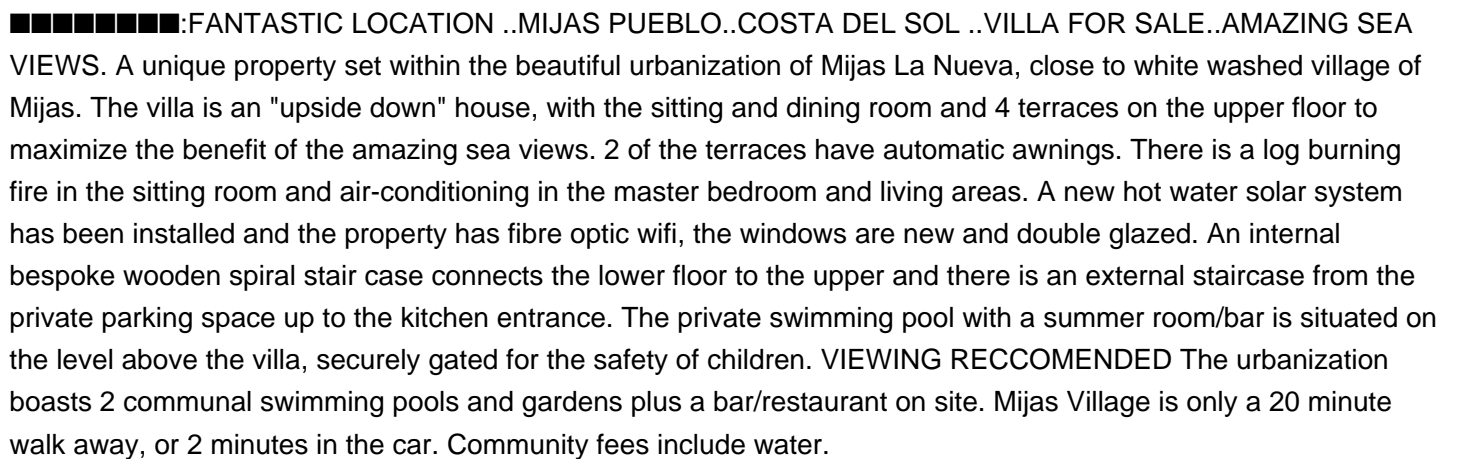 ■■■■■■■■:FANTASTIC LOCATION ..MIJAS PUEBLO..COSTA DEL SOL ..VILLA FOR SALE..AMAZING SEA
VIEWS. A unique property set within the beautiful urbanization of Mijas La Nueva, close to white washed village of
Mijas. The villa is an "upside down" house, with the sitting and dining room and 4 terraces on the upper floor to
maximize the benefit of the amazing sea views. 2 of the terraces have automatic awnings. There is a log burning
fire in the sitting room and air-conditioning in the master bedroom and living areas. A new hot water solar system
has been installed and the property has fibre optic wifi, the windows are new and double glazed. An internal
bespoke wooden spiral stair case connects the lower floor to the upper and there is an external staircase from the
private parking space up to the kitchen entrance. The private swimming pool with a summer room/bar is situated on
the level above the villa, securely gated for the safety of children. VIEWING RECCOMENDED The urbanization
boasts 2 communal swimming pools and gardens plus a bar/restaurant on site. Mijas Village is only a 20 minute
walk away, or 2 minutes in the car. Community fees include water.